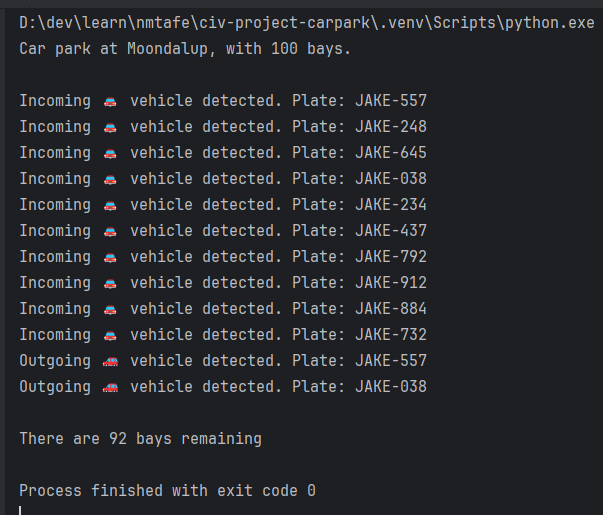 D:\dev\learn\nmtafe\civ-project-carpark\.venv\Scripts\python.exe
Car park at Moondalup, with 100 bays.
Incoming 🚘 vehicle detected. Plate: JAKE-557
Incoming 🚘 vehicle detected. Plate: JAKE-248
Incoming 🚘 vehicle detected. Plate: JAKE-645
Incoming 🚘 vehicle detected. Plate: JAKE-038
Incoming 🚘 vehicle detected. Plate: JAKE-234
Incoming 🚘 vehicle detected. Plate: JAKE-437
Incoming 🚘 vehicle detected. Plate: JAKE-792
Incoming 🚘 vehicle detected. Plate: JAKE-912
Incoming 🚘 vehicle detected. Plate: JAKE-884
Incoming 🚘 vehicle detected. Plate: JAKE-732
Outgoing 🚗 vehicle detected. Plate: JAKE-557
Outgoing 🚗 vehicle detected. Plate: JAKE-038
There are 92 bays remaining
Process finished with exit code 0